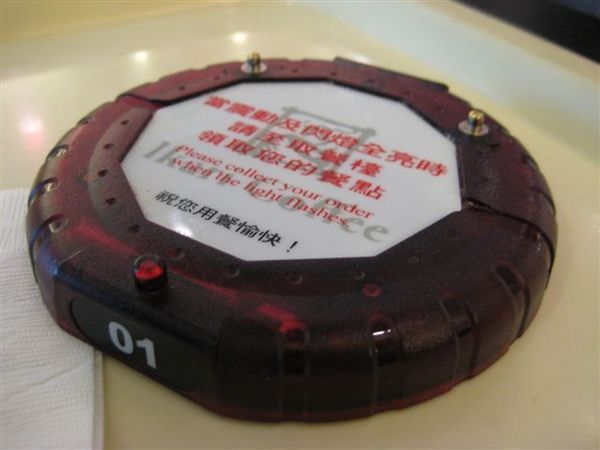 當震動及閃燈全亮時
請至取餐檯
領取您的餐點
Please collect your order
when the light flashes.
祝您用餐愉快！
01